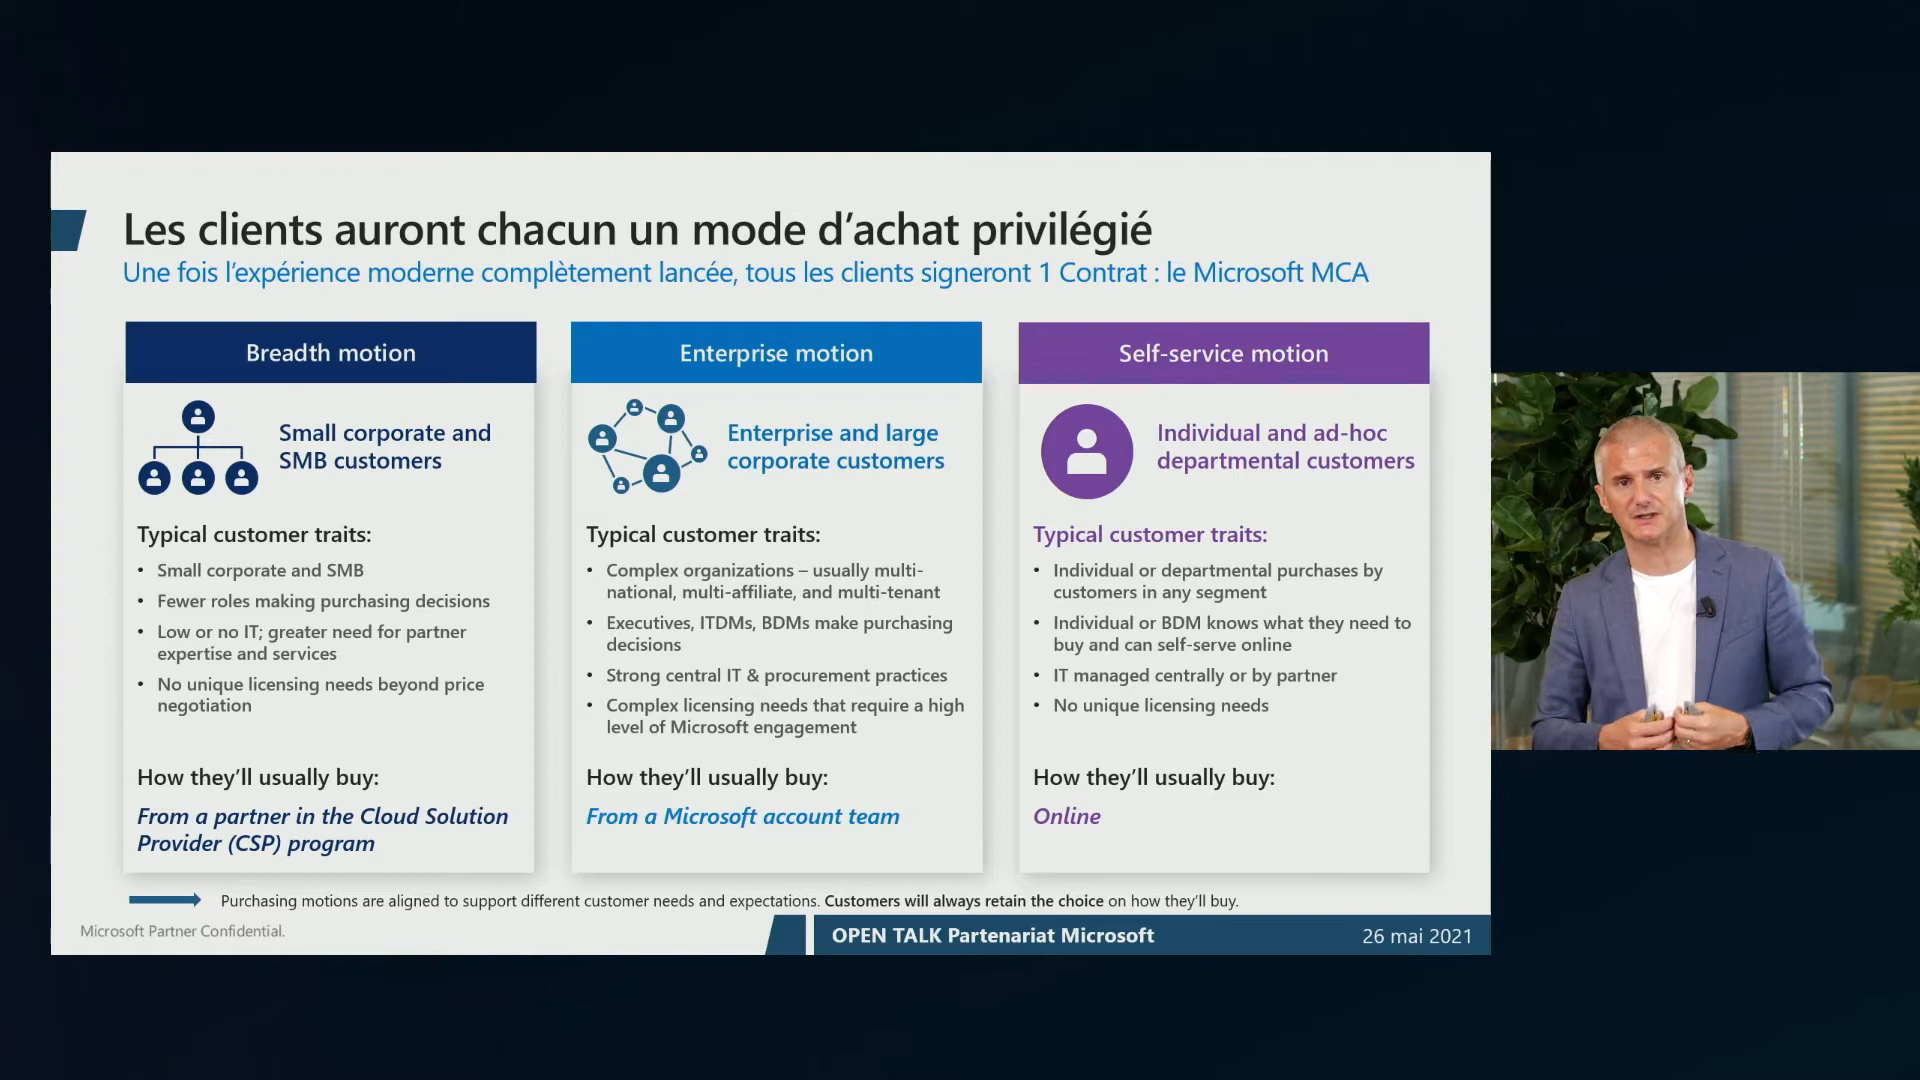 Les clients auront chacun un mode d’achat privilégié
Une fois l’expérience moderne complètement lancée, tous les clients signeront 1 Contrat : le Microsoft MCA
Breadth motion
Small corporate and
SMB customers
Typical customer traits:
• Small corporate and SMB
• Fewer roles making purchasing decisions
• Low or no IT; greater need for partner
expertise and services
• No unique licensing needs beyond price
negotiation
How they’ll usually buy:
From a partner in the Cloud Solution
Provider (CSP) program
Enterprise motion
Enterprise and large
corporate customers
Typical customer traits:
• Complex organizations – usually multi-
national, multi-affiliate, and multi-tenant
• Executives, ITDMs, BDMs make purchasing
decisions
• Strong central IT & procurement practices
• Complex licensing needs that require a high
level of Microsoft engagement
How they’ll usually buy:
From a Microsoft account team
Self-service motion
Individual and ad-hoc
departmental customers
Typical customer traits:
• Individual or departmental purchases by
customers in any segment
• Individual or BDM knows what they need to
buy and can self-serve online
• IT managed centrally or by partner
• No unique licensing needs
How they’ll usually buy:
Online
Purchasing motions are aligned to support different customer needs and expectations. Customers will always retain the choice on how they’ll buy.
Microsoft Partner Confidential.
OPEN TALK Partenariat Microsoft
26 mai 2021